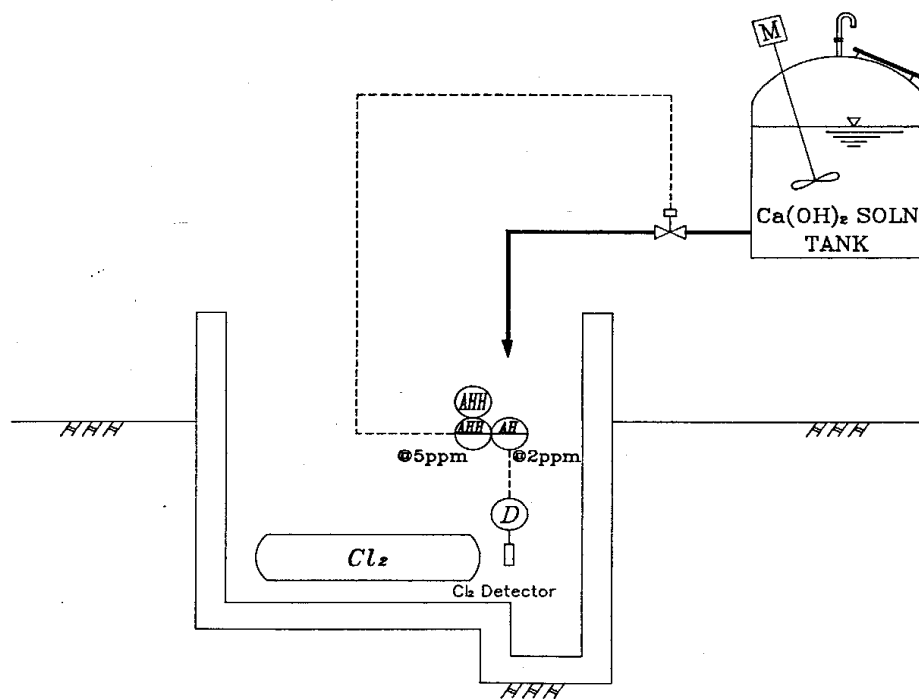 M
Ca(OH)₂ SOLN
TANK
AHH
AHH AH
@5ppm @2ppm
D
Cl₂
Cl₂ Detector